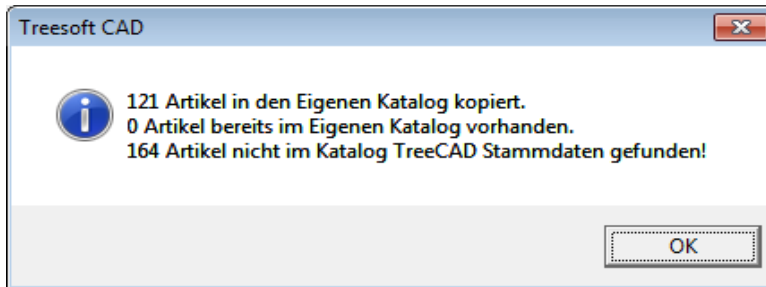 Treesoft CAD
121 Artikel in den Eigenen Katalog kopiert.
0 Artikel bereits im Eigenen Katalog vorhanden.
164 Artikel nicht im Katalog TreeCAD Stammdaten gefunden!
OK